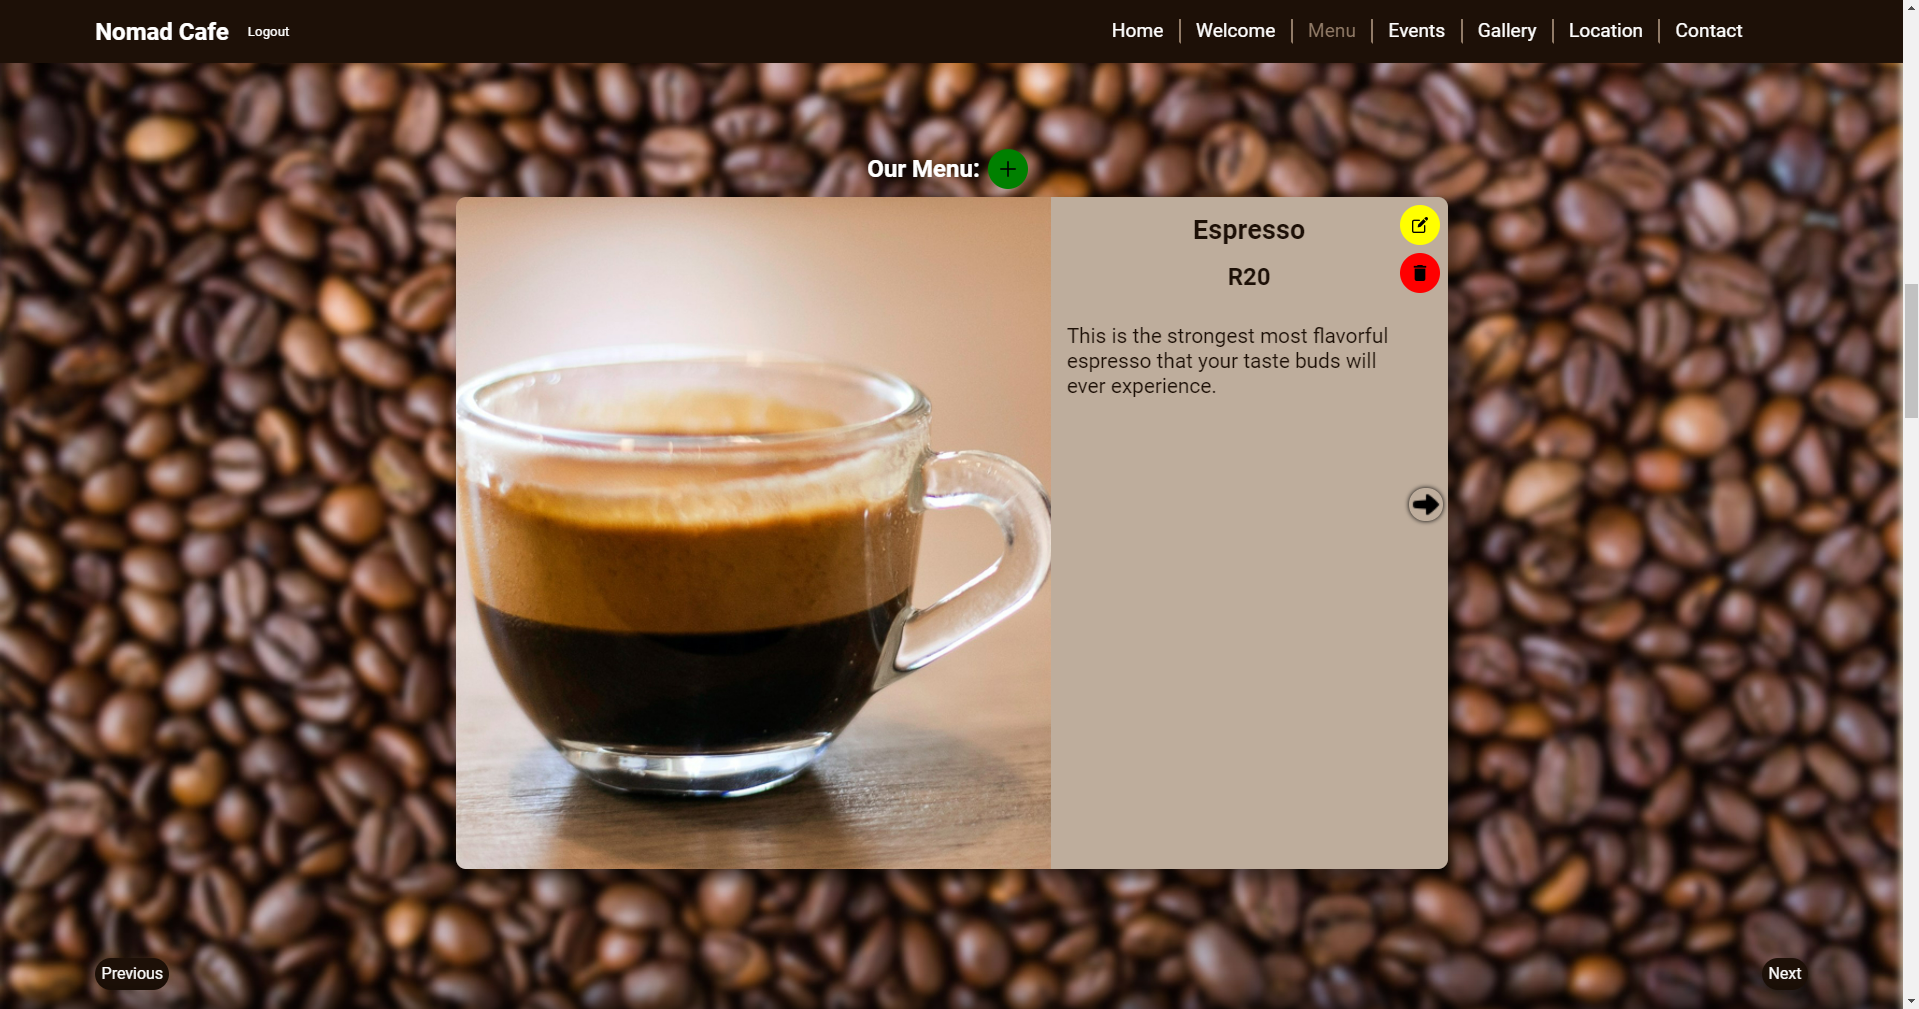 Nomad Cafe Logout Home Welcome Menu Events Gallery Location Contact
Our Menu:
Espresso
R20
This is the strongest most flavorful
espresso that your taste buds will
ever experience.
Previous Next